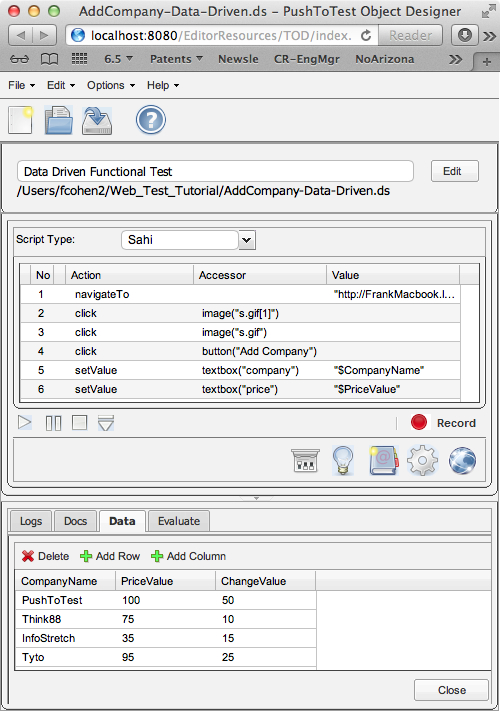 AddCompany-Data-Driven.ds - PushToTest Object Designer
localhost:8080/EditorResources/TOD/index. Reader
6.5 Patents Newsle CR-EngMgr NoArizona
File Edit Options Help
Data Driven Functional Test Edit
/Users/fcohen2/Web_Test_Tutorial/AddCompany-Data-Driven.ds
Script Type: Sahi
No Action Accessor Value
1 navigateTo "http://FrankMacbook.l...
2 click image("s.gif[1]")
3 click image("s.gif")
4 click button("Add Company")
5 setValue textbox("company") "$CompanyName"
6 setValue textbox("price") "$PriceValue"
Record
Logs Docs Data Evaluate
Delete Add Row Add Column
CompanyName PriceValue ChangeValue
PushToTest 100 50
Think88 75 10
InfoStretch 35 15
Tyto 95 25
Close